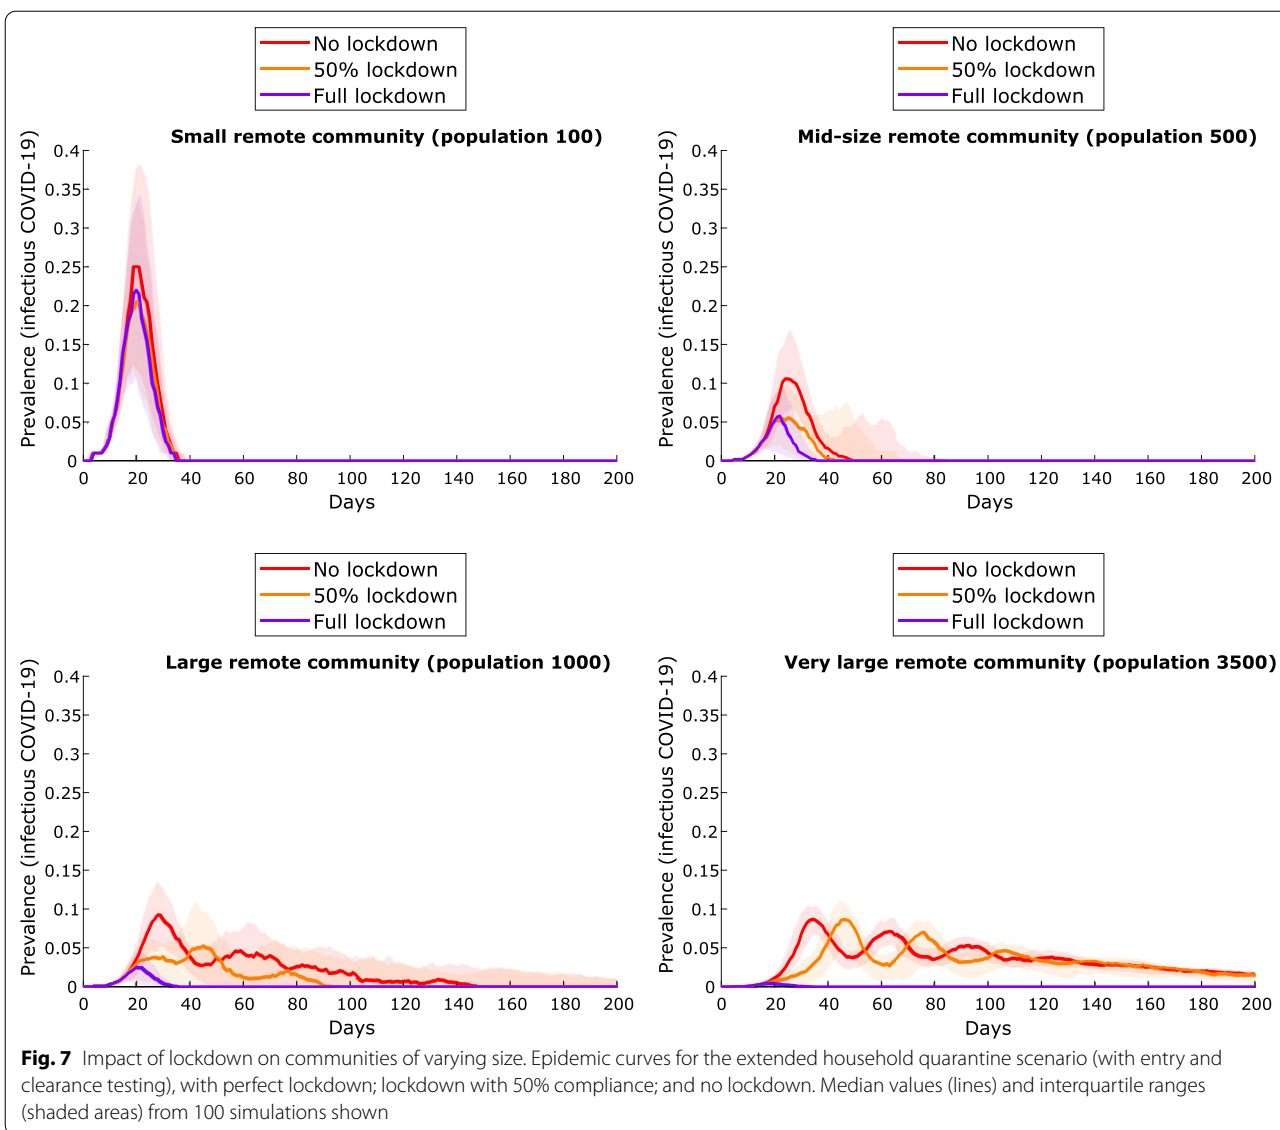 No lockdown
50% lockdown
Full lockdown
Small remote community (population 100)
Prevalence (infectious COVID-19)
0.4
0.35
0.3
0.25
0.2
0.15
0.1
0.05
0
0 20 40 60 80 100 120 140 160 180 200
Days
No lockdown
50% lockdown
Full lockdown
Mid-size remote community (population 500)
Prevalence (infectious COVID-19)
0.4
0.35
0.3
0.25
0.2
0.15
0.1
0.05
0
0 20 40 60 80 100 120 140 160 180 200
Days
No lockdown
50% lockdown
Full lockdown
Large remote community (population 1000)
Prevalence (infectious COVID-19)
0.4
0.35
0.3
0.25
0.2
0.15
0.1
0.05
0
0 20 40 60 80 100 120 140 160 180 200
Days
No lockdown
50% lockdown
Full lockdown
Very large remote community (population 3500)
Prevalence (infectious COVID-19)
0.4
0.35
0.3
0.25
0.2
0.15
0.1
0.05
0
0 20 40 60 80 100 120 140 160 180 200
Days
Fig. 7 Impact of lockdown on communities of varying size. Epidemic curves for the extended household quarantine scenario (with entry and
clearance testing), with perfect lockdown; lockdown with 50% compliance; and no lockdown. Median values (lines) and interquartile ranges
(shaded areas) from 100 simulations shown